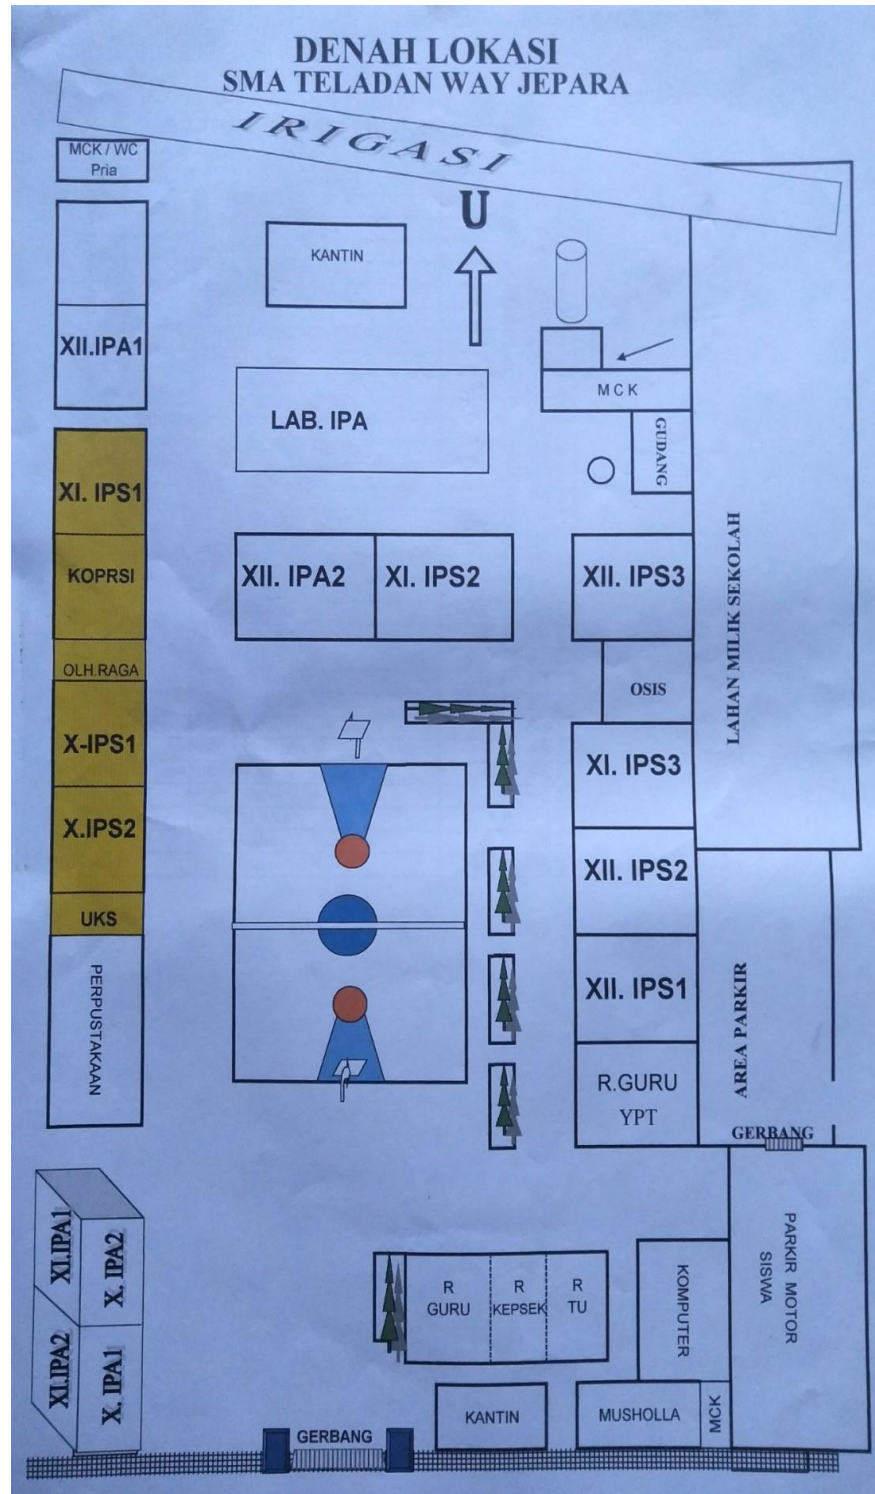 DENAH LOKASI
SMA TELADAN WAY JEPARA
IRIGASI
MCK / WC
Pria
U
KANTIN
XII.IPA1
LAB. IPA
M C K
GUDANG
XI. IPS1
KOPRSI
OLH.RAGA
X-IPS1
X.IPS2
UKS
PERPUSTAKAAN
XII. IPA2
XI. IPS2
XII. IPS3
OSIS
XI. IPS3
XII. IPS2
XII. IPS1
R.GURU
YPT
LAHAN MILIK SEKOLAH
AREA PARKIR
GERBANG
XI.IPA1
X. IPA2
XI.IPA2
X. IPA1
R
GURU
R
KEPSEK
R
TU
KOMPUTER
PARKIR MOTOR
SISWA
KANTIN
MUSHOLLA
MCK
GERBANG